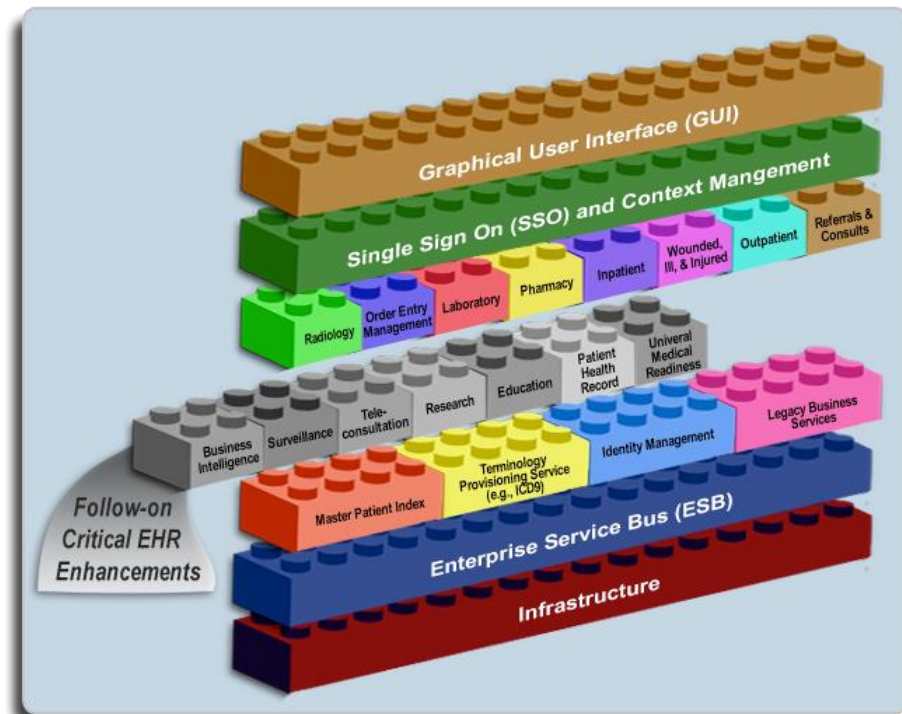 Graphical User Interface (GUI)
Single Sign On (SSO) and Context Mangement
Radiology
Order Entry
Management
Laboratory
Pharmacy
Inpatient
Wounded,
Ill, & Injured
Outpatient
Referrals &
Consults
Business
Intelligence
Surveillance
Tele-
consultation
Research
Education
Patient
Health
Record
Univeral
Medical
Readiness
Follow-on
Critical EHR
Enhancements
Master Patient Index
Terminology
Provisioning Service
(e.g., ICD9)
Identity Management
Legacy Business
Services
Enterprise Service Bus (ESB)
Infrastructure